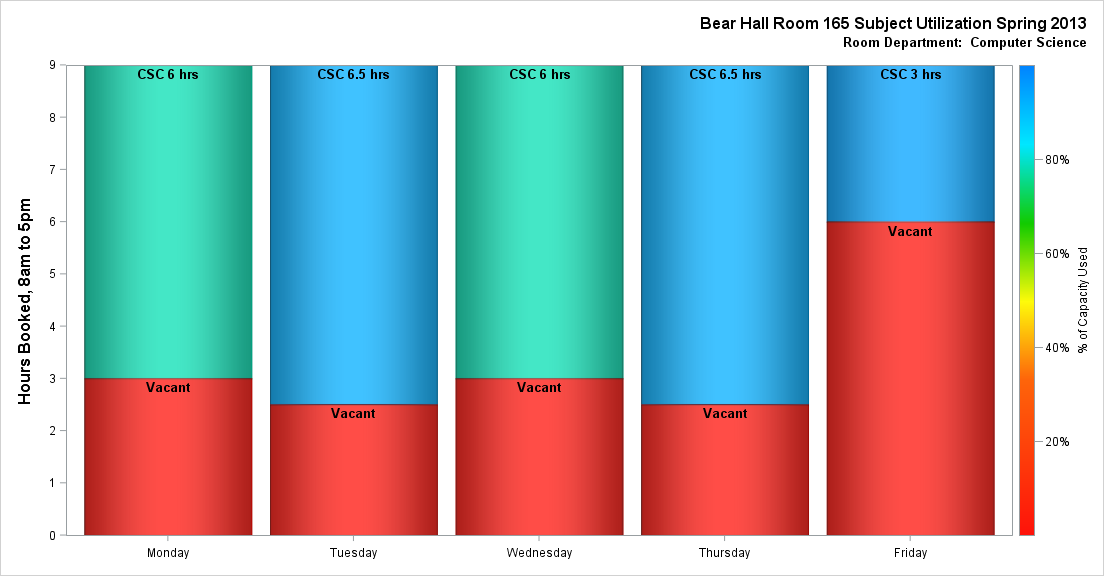 Bear Hall Room 165 Subject Utilization Spring 2013
Room Department:  Computer Science
Hours Booked, 8am to 5pm
9
8
7
6
5
4
3
2
1
0
CSC 6 hrs
Vacant
CSC 6.5 hrs
Vacant
CSC 6 hrs
Vacant
CSC 6.5 hrs
Vacant
CSC 3 hrs
Vacant
Monday
Tuesday
Wednesday
Thursday
Friday
80%
60%
40%
20%
% of Capacity Used